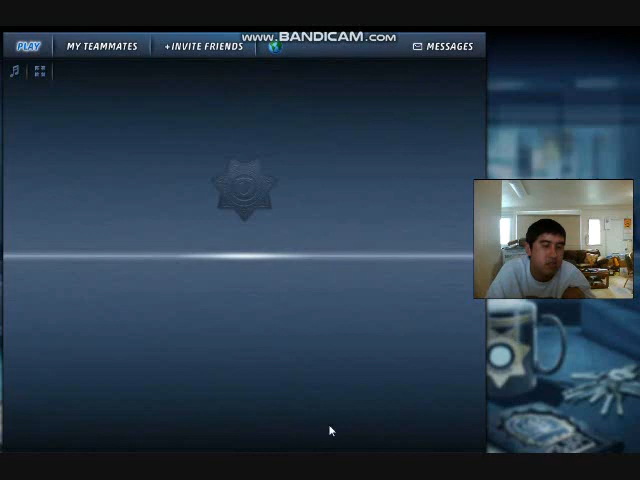 WWW.BANDICAM.COM
PLAY
MY TEAMMATES
+INVITE FRIENDS
MESSAGES